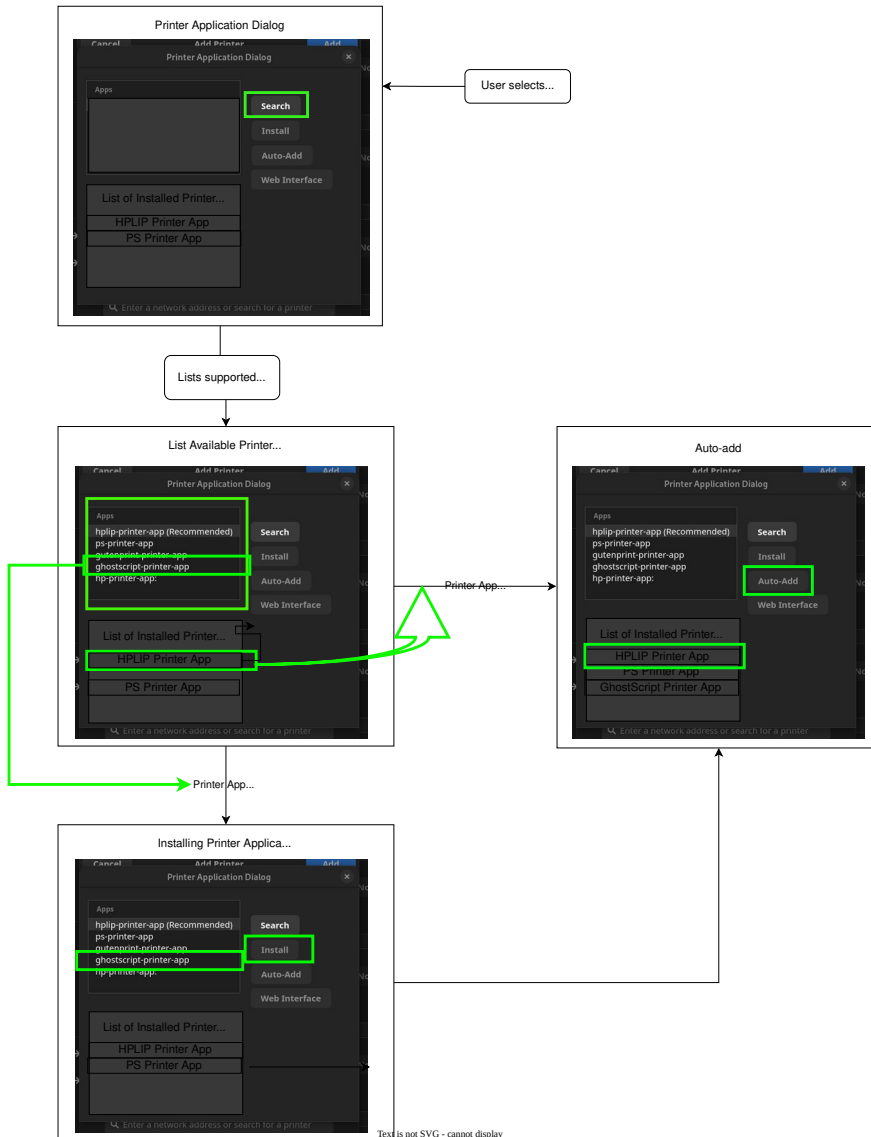 Printer Application Dialog
Cancel Add Printer Add
Printer Application Dialog
Apps
Search
Install
Auto-Add
Web Interface
List of Installed Printer...
HPLIP Printer App
PS Printer App
No
No
Enter a network address or search for a printer
User selects...
Lists supported...
List Available Printer...
Cancel Add Printer Add
Printer Application Dialog
Apps
hplip-printer-app (Recommended)
ps-printer-app
gutenprint-printer-app
ghostscript-printer-app
hp-printer-app:
Search
Install
Auto-Add
Web Interface
List of Installed Printer...
HPLIP Printer App
PS Printer App
No
No
Enter a network address or search for a printer
Printer App...
Auto-add
Cancel Add Printer Add
Printer Application Dialog
Apps
hplip-printer-app (Recommended)
ps-printer-app
gutenprint-printer-app
ghostscript-printer-app
hp-printer-app:
Search
Install
Auto-Add
Web Interface
List of Installed Printer...
HPLIP Printer App
PS Printer App
GhostScript Printer App
No
No
Enter a network address or search for a printer
Printer App...
Installing Printer Applica...
Cancel Add Printer Add
Printer Application Dialog
Apps
hplip-printer-app (Recommended)
ps-printer-app
gutenprint-printer-app
ghostscript-printer-app
hp-printer-app:
Search
Install
Auto-Add
Web Interface
List of Installed Printer...
HPLIP Printer App
PS Printer App
No
No
Enter a network address or search for a printer
Text is not SVG - cannot display